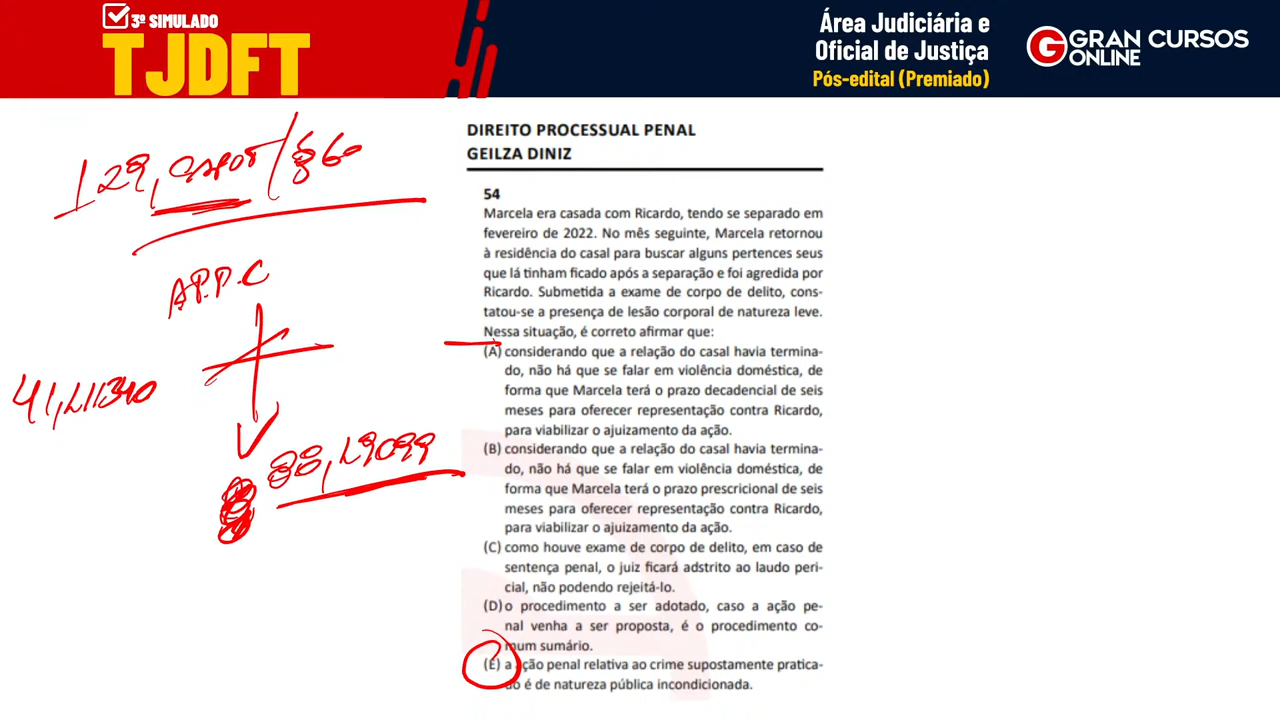 3º SIMULADO
TJDFT
Área Judiciária e
Oficial de Justiça
Pós-edital (Premiado)
GRAN CURSOS
ONLINE
DIREITO PROCESSUAL PENAL
GEILZA DINIZ
54
Marcela era casada com Ricardo, tendo se separado em
fevereiro de 2022. No mês seguinte, Marcela retornou
à residência do casal para buscar alguns pertences seus
que lá tinham ficado após a separação e foi agredida por
Ricardo. Submetida a exame de corpo de delito, cons-
tatou-se a presença de lesão corporal de natureza leve.
Nessa situação, é correto afirmar que:
(A) considerando que a relação do casal havia termina-
do, não há que se falar em violência doméstica, de
forma que Marcela terá o prazo decadencial de seis
meses para oferecer representação contra Ricardo,
para viabilizar o ajuizamento da ação.
(B) considerando que a relação do casal havia termina-
do, não há que se falar em violência doméstica, de
forma que Marcela terá o prazo prescricional de seis
meses para oferecer representação contra Ricardo,
para viabilizar o ajuizamento da ação.
(C) como houve exame de corpo de delito, em caso de
sentença penal, o juiz ficará adstrito ao laudo peri-
cial, não podendo rejeitá-lo.
(D) o procedimento a ser adotado, caso a ação pe-
nal venha a ser proposta, é o procedimento co-
mum sumário.
(E) a ação penal relativa ao crime supostamente pratica-
do é de natureza pública incondicionada.
129,
A.P.P.C
41,
88, L9099